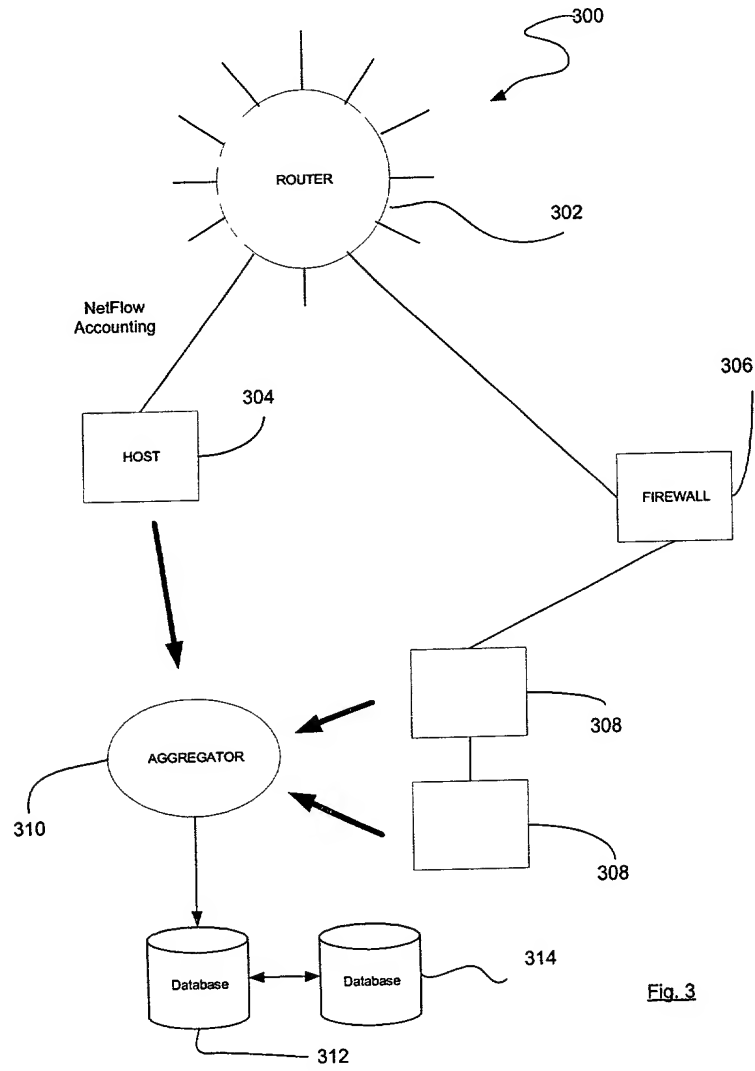 300
ROUTER
302
NetFlow
Accounting
304
306
HOST
FIREWALL
308
AGGREGATOR
310
308
314
Database
Database
Fig. 3
312